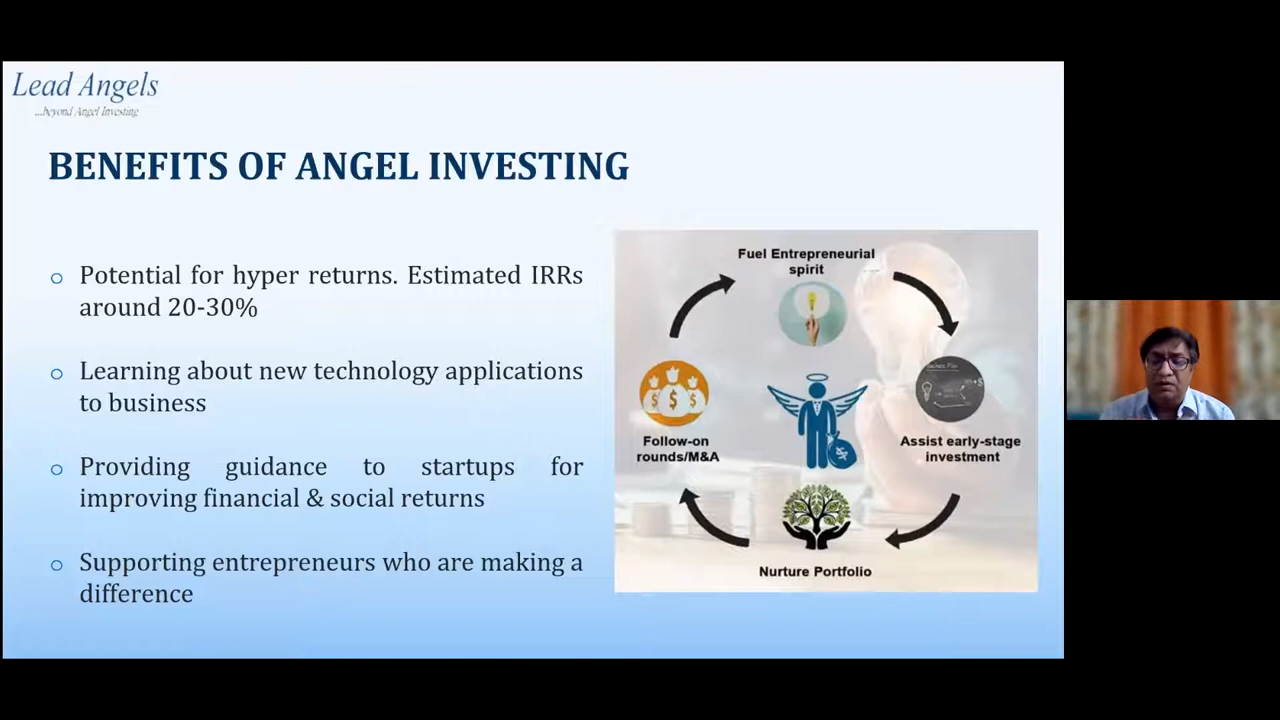 Lead Angels
...beyond Angel Investing
BENEFITS OF ANGEL INVESTING
Potential for hyper returns. Estimated IRRs
around 20-30%
Learning about new technology applications
to business
Providing guidance to startups for
improving financial & social returns
Supporting entrepreneurs who are making a
difference
Fuel Entrepreneurial
spirit
Assist early-stage
investment
Nurture Portfolio
Follow-on
rounds/M&A